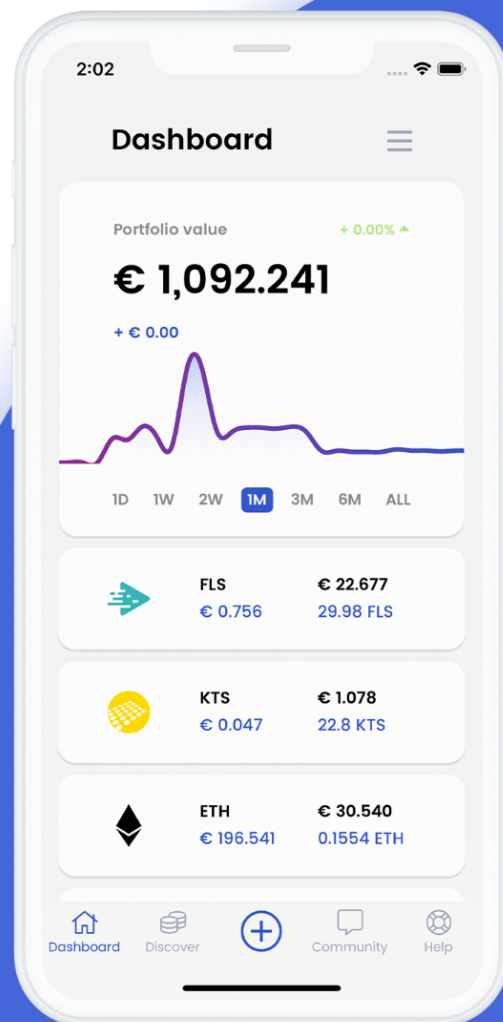 2:02
Dashboard
Portfolio value + 0.00%
€ 1,092.241
+ € 0.00
1D 1W 2W 1M 3M 6M ALL
FLS € 22.677
€ 0.756 29.98 FLS
KTS € 1.078
€ 0.047 22.8 KTS
ETH € 30.540
€ 196.541 0.1554 ETH
Dashboard Discover Community Help